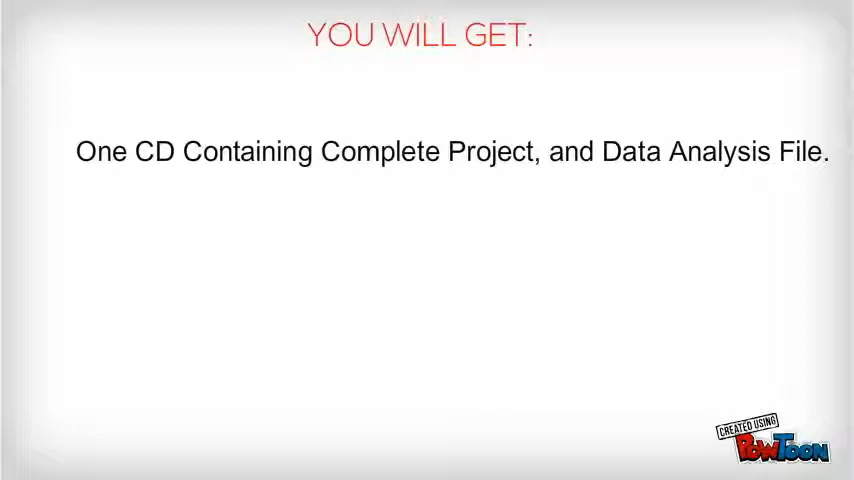 YOU WILL GET:
One CD Containing Complete Project, and Data Analysis File.
CREATED USING
POWTOON